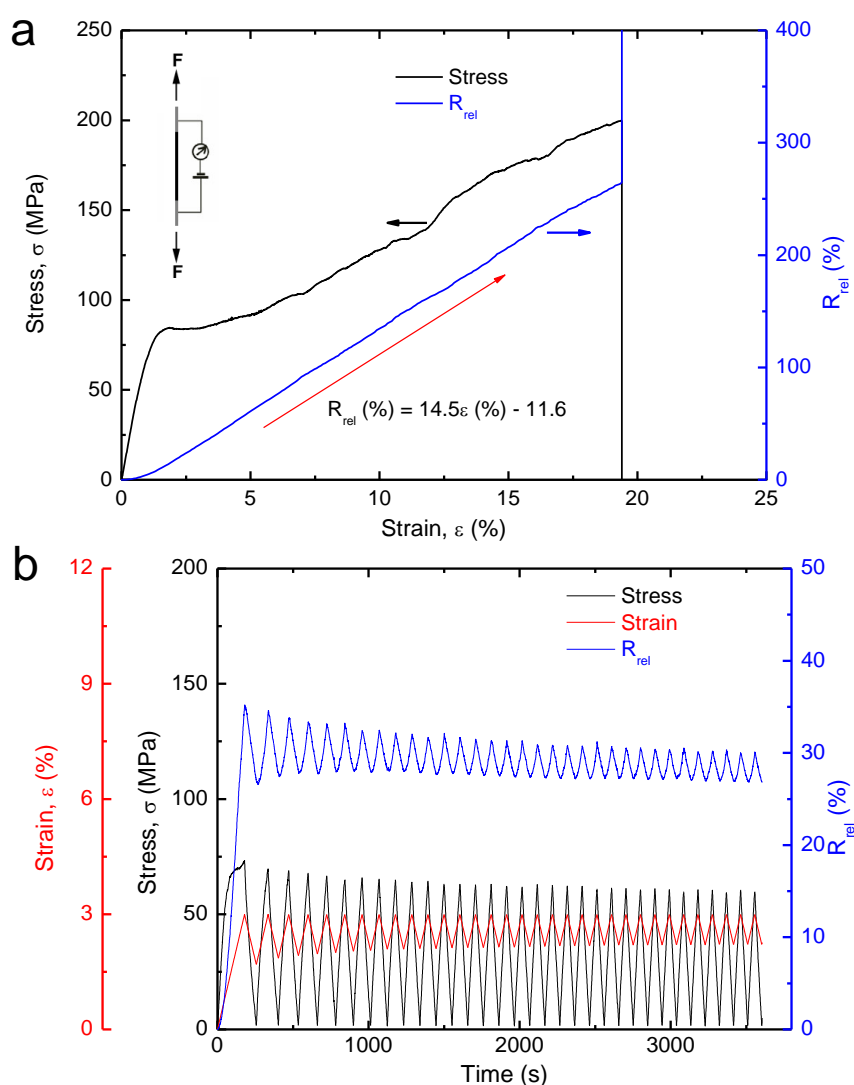 a
F
F
Stress
R_rel
R_rel (%) = 14.5ε (%) - 11.6
Stress, σ (MPa)
0
50
100
150
200
250
R_rel (%)
0
100
200
300
400
0 5 10 15 20 25
Strain, ε (%)
b
Stress
Strain
R_rel
Strain, ε (%)
0
3
6
9
12
Stress, σ (MPa)
0
50
100
150
200
R_rel (%)
0
10
20
30
40
50
0 1000 2000 3000
Time (s)